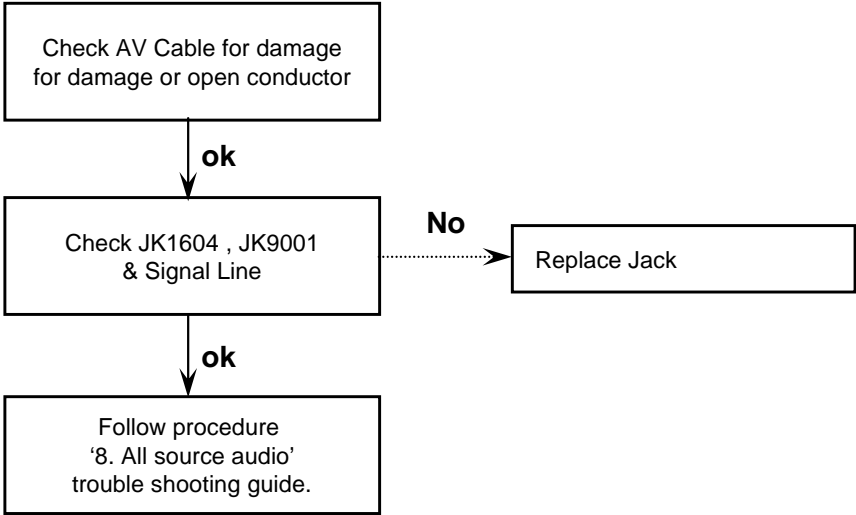 Check AV Cable for damage
for damage or open conductor
ok
Check JK1604 , JK9001
& Signal Line
No
Replace Jack
ok
Follow procedure
‘8. All source audio’
trouble shooting guide.